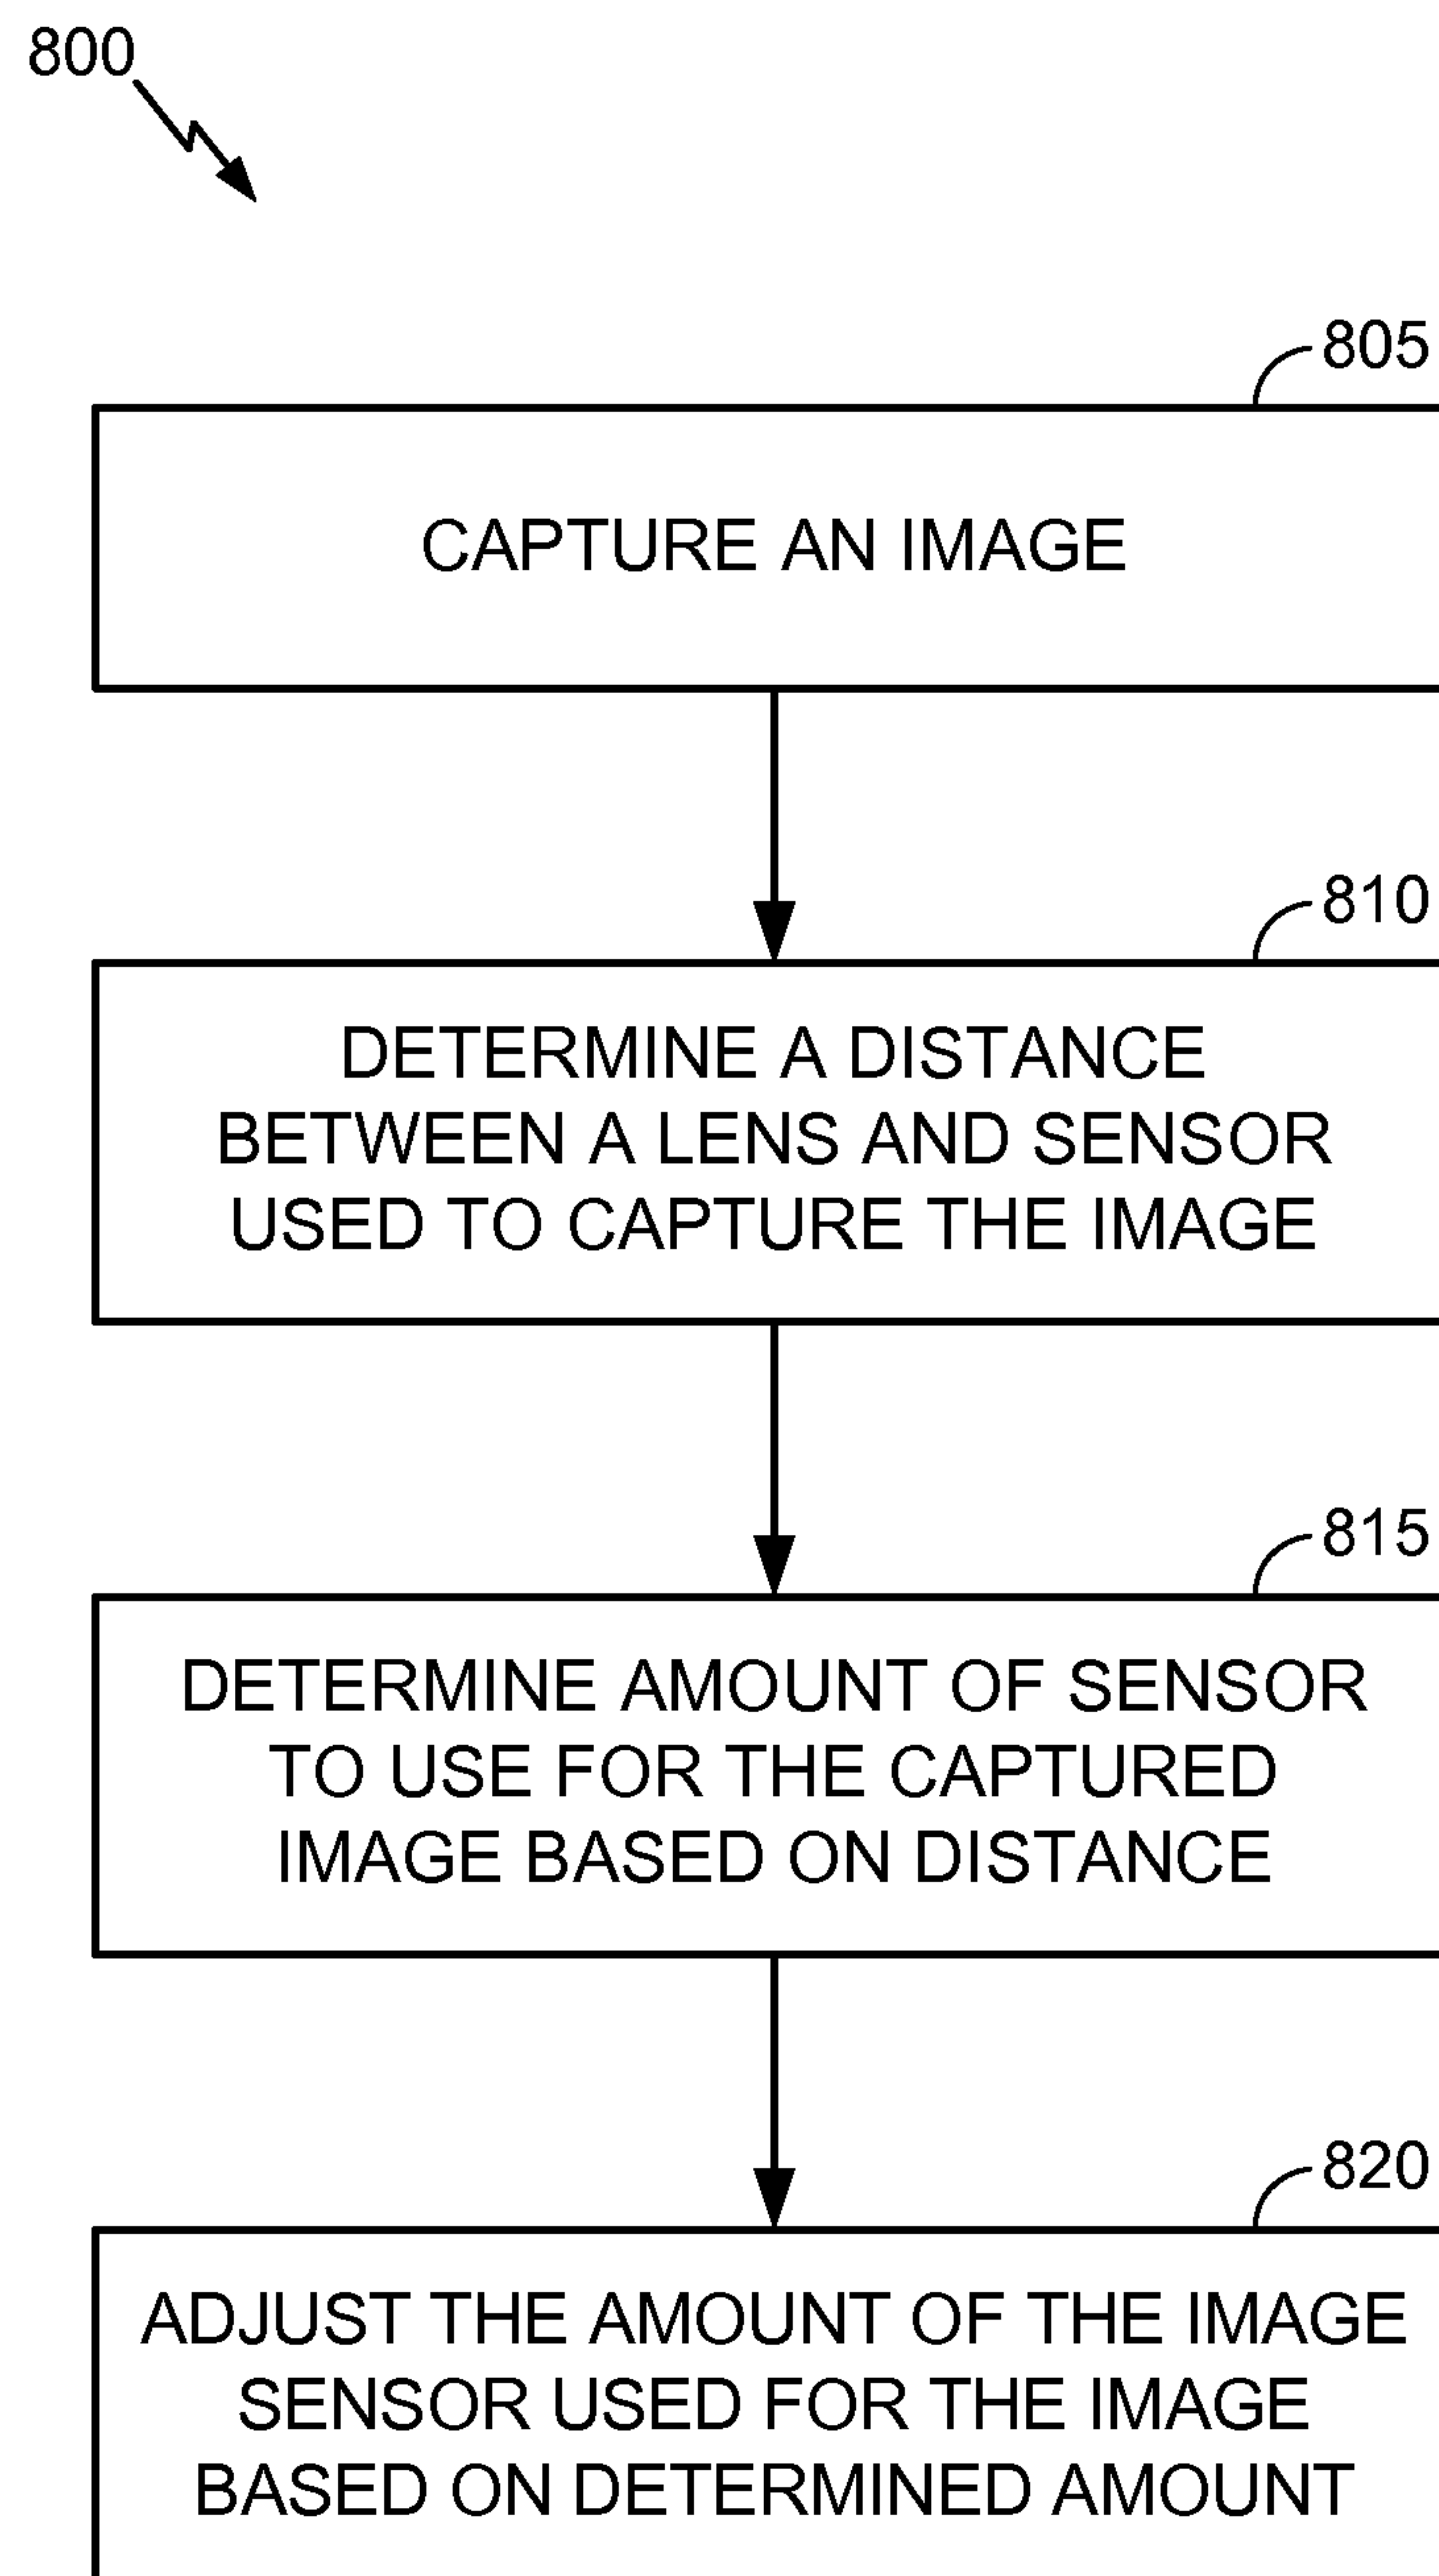 800
805
CAPTURE AN IMAGE
810
DETERMINE A DISTANCE
BETWEEN A LENS AND SENSOR
USED TO CAPTURE THE IMAGE
815
DETERMINE AMOUNT OF SENSOR
TO USE FOR THE CAPTURED
IMAGE BASED ON DISTANCE
820
ADJUST THE AMOUNT OF THE IMAGE
SENSOR USED FOR THE IMAGE
BASED ON DETERMINED AMOUNT